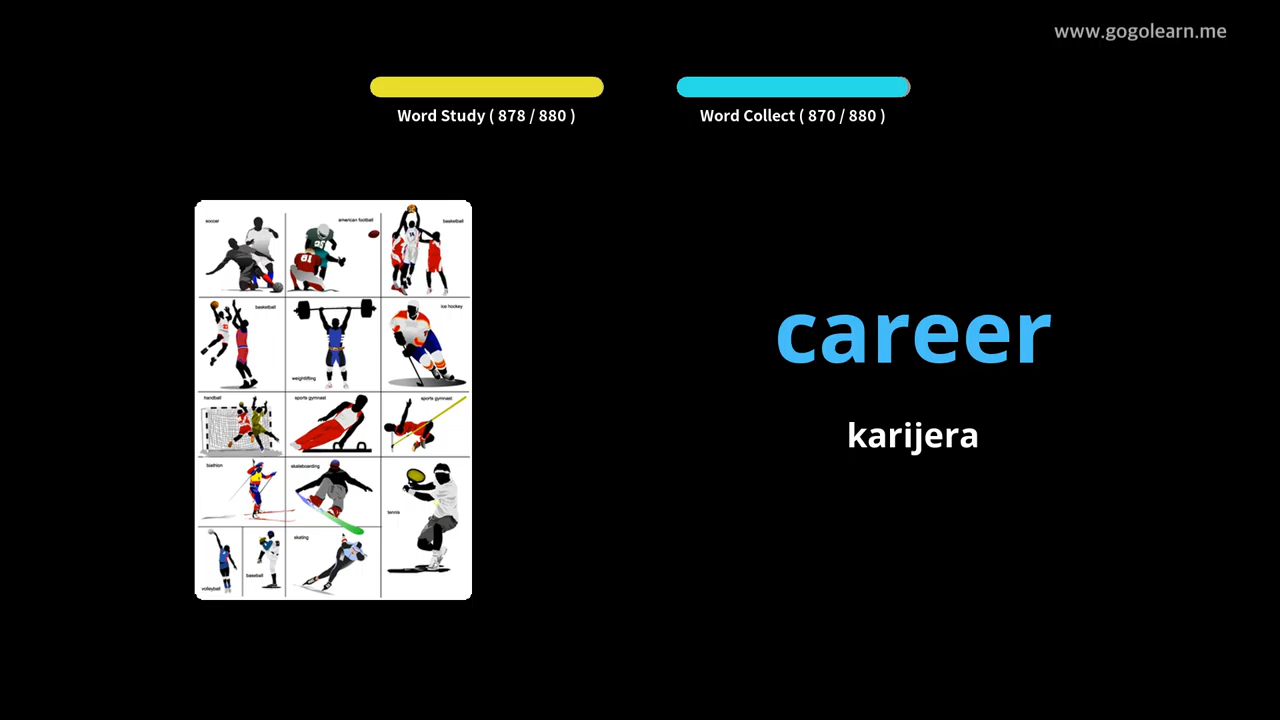 www.gogolearn.me
Word Study ( 878 / 880 )
Word Collect ( 870 / 880 )
soccer
american football
basketball
basketball
weightlifting
ice hockey
handball
sports gymnast
sports gymnast
biathlon
skateboarding
tennis
volleyball
baseball
skating
career
karijera